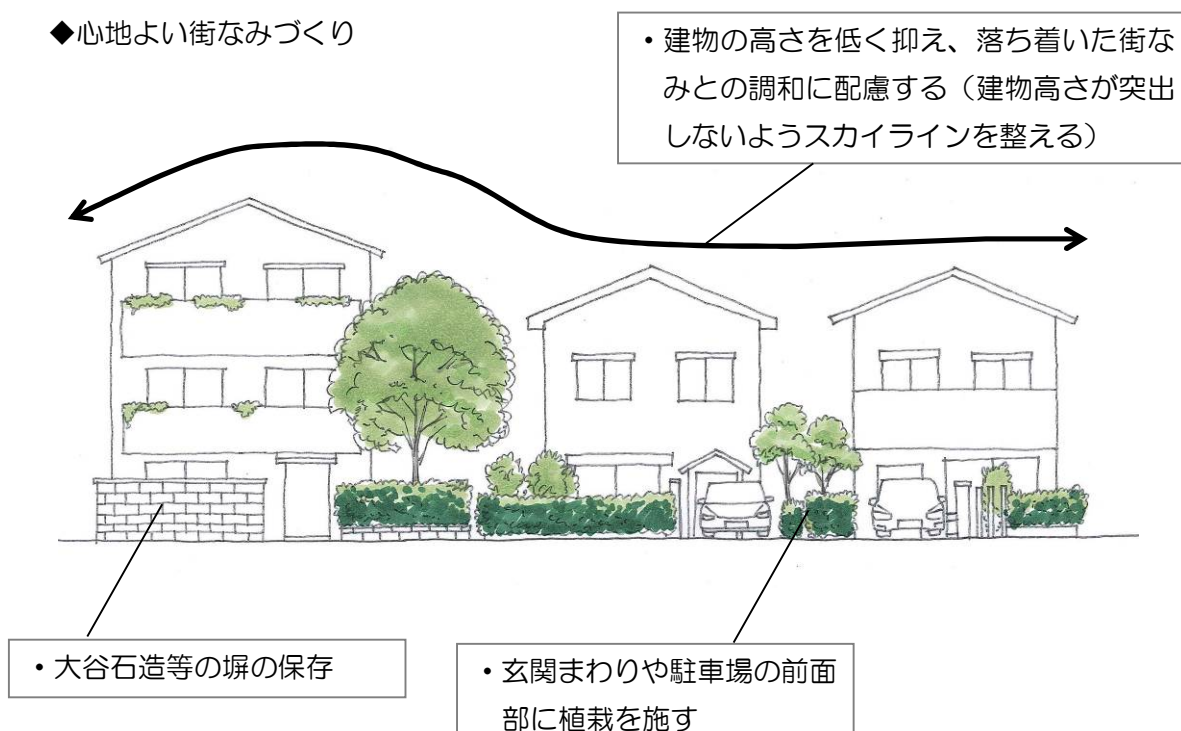 ◆心地よい街なみづくり
・建物の高さを低く抑え、落ち着いた街な
みとの調和に配慮する（建物高さが突出
しないようスカイラインを整える）
・大谷石造等の塀の保存
・玄関まわりや駐車場の前面
部に植栽を施す